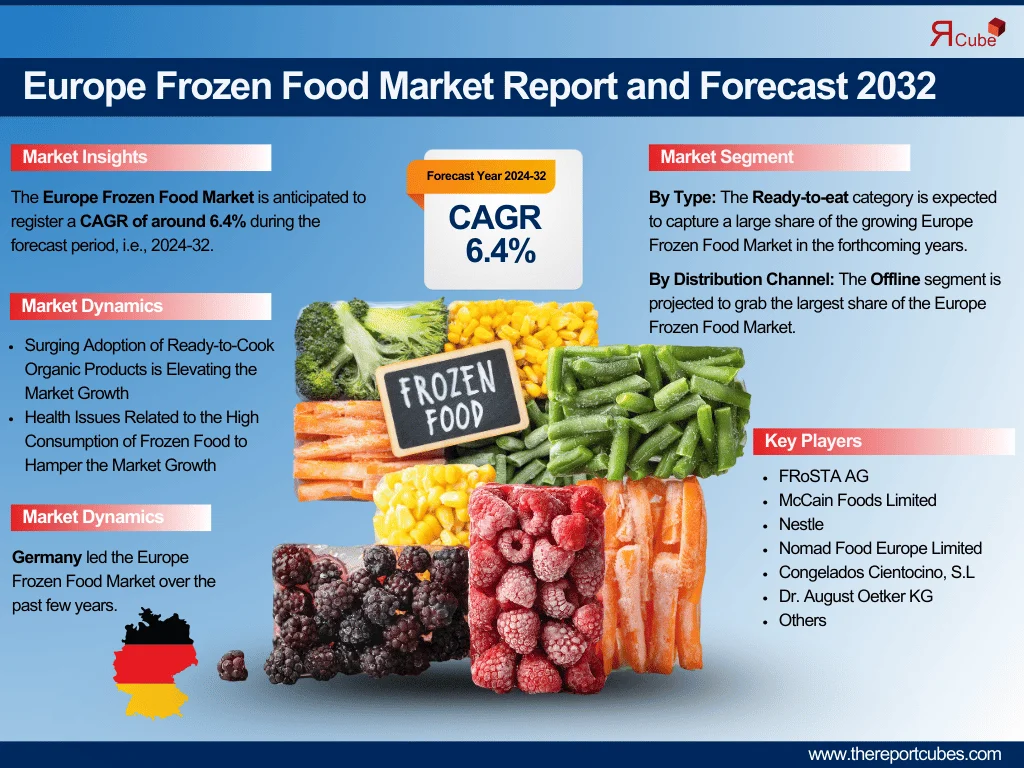 ЯCube
Europe Frozen Food Market Report and Forecast 2032
Market Insights
The Europe Frozen Food Market is anticipated to
register a CAGR of around 6.4% during the
forecast period, i.e., 2024-32.
Market Dynamics
• Surging Adoption of Ready-to-Cook
Organic Products is Elevating the
Market Growth
• Health Issues Related to the High
Consumption of Frozen Food to
Hamper the Market Growth
Market Dynamics
Germany led the Europe
Frozen Food Market over the
past few years.
Forecast Year 2024-32
CAGR
6.4%
FROZEN
FOOD
Market Segment
By Type: The Ready-to-eat category is expected
to capture a large share of the growing Europe
Frozen Food Market in the forthcoming years.
By Distribution Channel: The Offline segment is
projected to grab the largest share of the Europe
Frozen Food Market.
Key Players
• FRoSTA AG
• McCain Foods Limited
• Nestle
• Nomad Food Europe Limited
• Congelados Cientocino, S.L
• Dr. August Oetker KG
• Others
www.thereportcubes.com